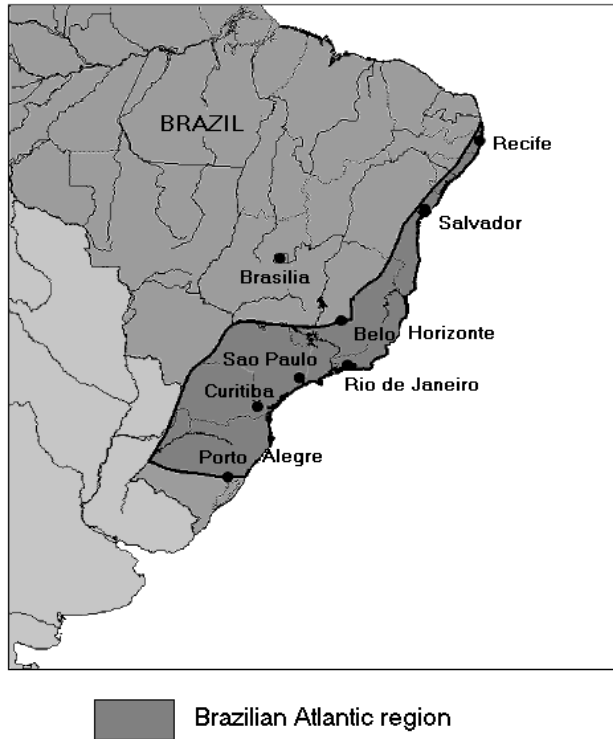 BRAZIL
Recife
Salvador
Brasilia
Belo Horizonte
Sao Paulo
Rio de Janeiro
Curitiba
Porto Alegre
Brazilian Atlantic region